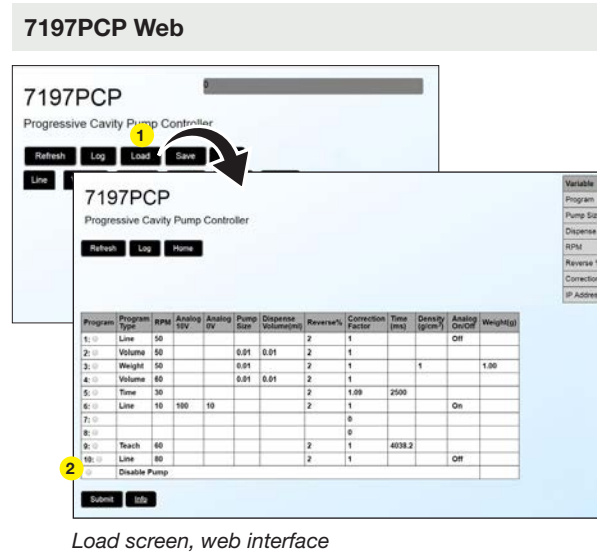 7197PCP Web
0
7197PCP
Progressive Cavity Pump Controller
1
Refresh Log Load Save
Line
7197PCP
Progressive Cavity Pump Controller
Refresh Log Home
Variable
Program
Pump Siz
Dispense
RPM
Reverse
Correction
IP Addres
Program Program Type RPM Analog 10V Analog 0V Pump Size Dispense Volume(ml) Reverse% Correction Factor Time (ms) Density (g/cm³) Analog On/Off Weight(g)
1: Line 50 2 1 Off
2: Volume 50 0.01 0.01 2 1
3: Weight 50 0.01 2 1 1 1.00
4: Volume 60 0.01 0.01 2 1
5: Time 30 2 1.09 2500
6: Line 10 100 10 2 1 On
7: 0
8: 0
9: Teach 60 2 1 4038.2
10: Line 80 2 1 Off
2 Disable Pump
Submit Info
Load screen, web interface